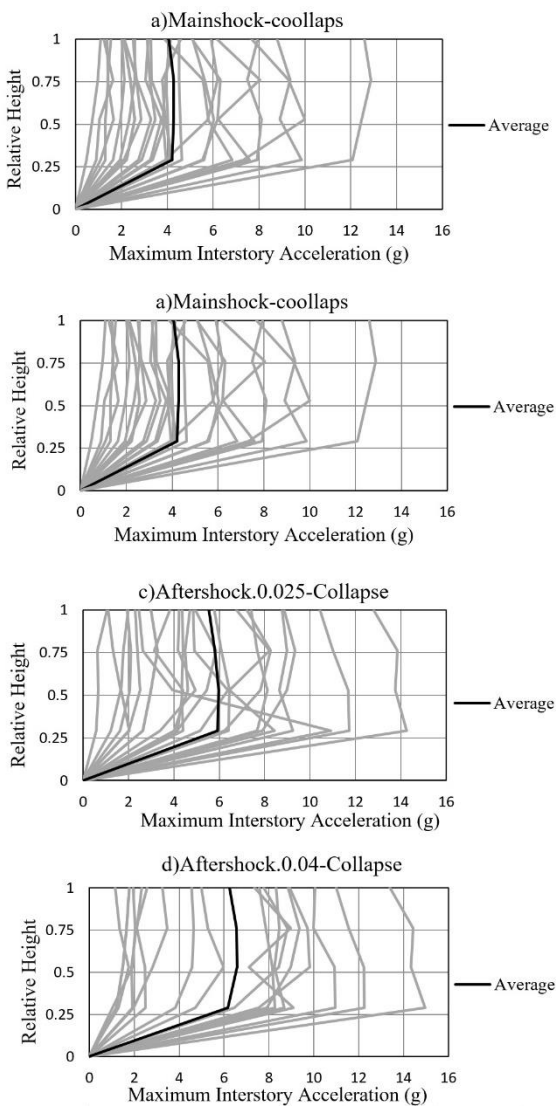 a)Mainshock-coollaps
1
0.75
0.5
0.25
0
Relative Height
Average
0 2 4 6 8 10 12 14 16
Maximum Interstory Acceleration (g)
a)Mainshock-coollaps
1
0.75
0.5
0.25
0
Relative Height
Average
0 2 4 6 8 10 12 14 16
Maximum Interstory Acceleration (g)
c)Aftershock.0.025-Collapse
1
0.75
0.5
0.25
0
Relative Height
Average
0 2 4 6 8 10 12 14 16
Maximum Interstory Acceleration (g)
d)Aftershock.0.04-Collapse
1
0.75
0.5
0.25
0
Relative Height
Average
0 2 4 6 8 10 12 14 16
Maximum Interstory Acceleration (g)